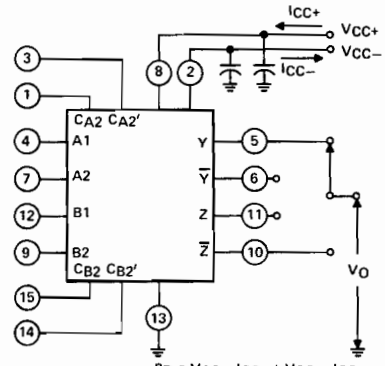 ICC+
VCC+
VCC−
ICC−
3
8
2
1
CA2 CA2′
4 A1 Y 5
7 A2 Y̅ 6
12 B1 Z 11
9 B2 Z̅ 10
CB2 CB2′
VO
15
13
14